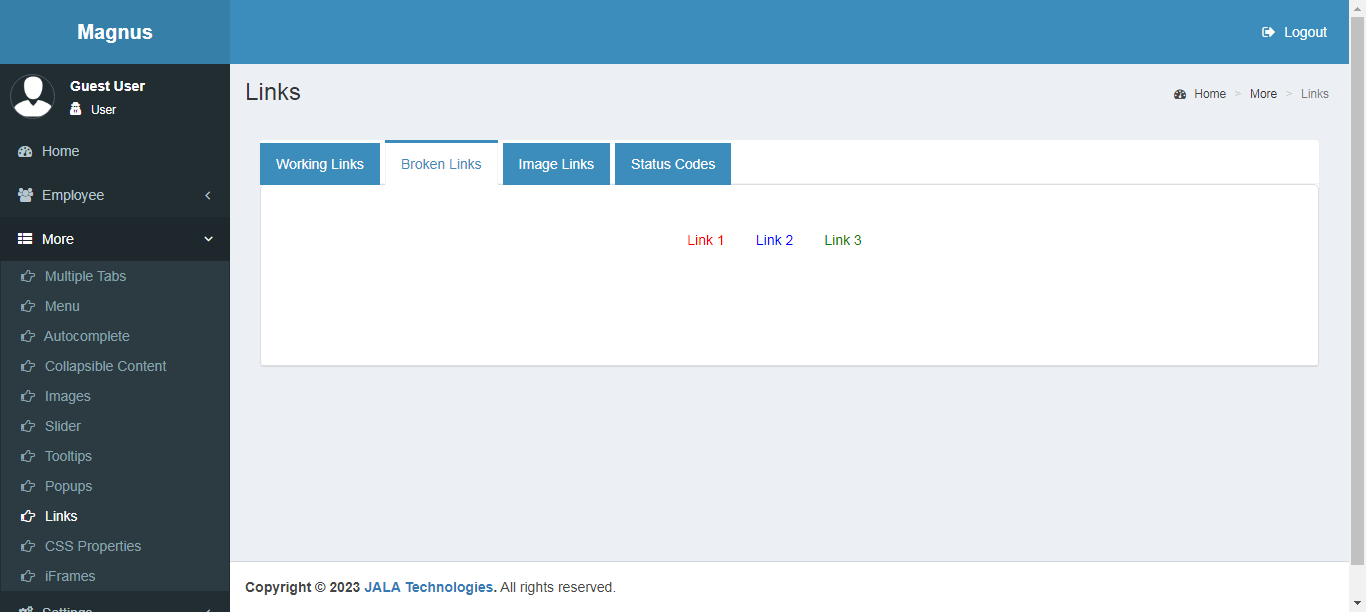 Magnus
Logout
Guest User
User
Home
Employee
More
Multiple Tabs
Menu
Autocomplete
Collapsible Content
Images
Slider
Tooltips
Popups
Links
CSS Properties
iFrames
Settings
Links
Home > More > Links
Working Links Broken Links Image Links Status Codes
Link 1 Link 2 Link 3
Copyright © 2023 JALA Technologies. All rights reserved.